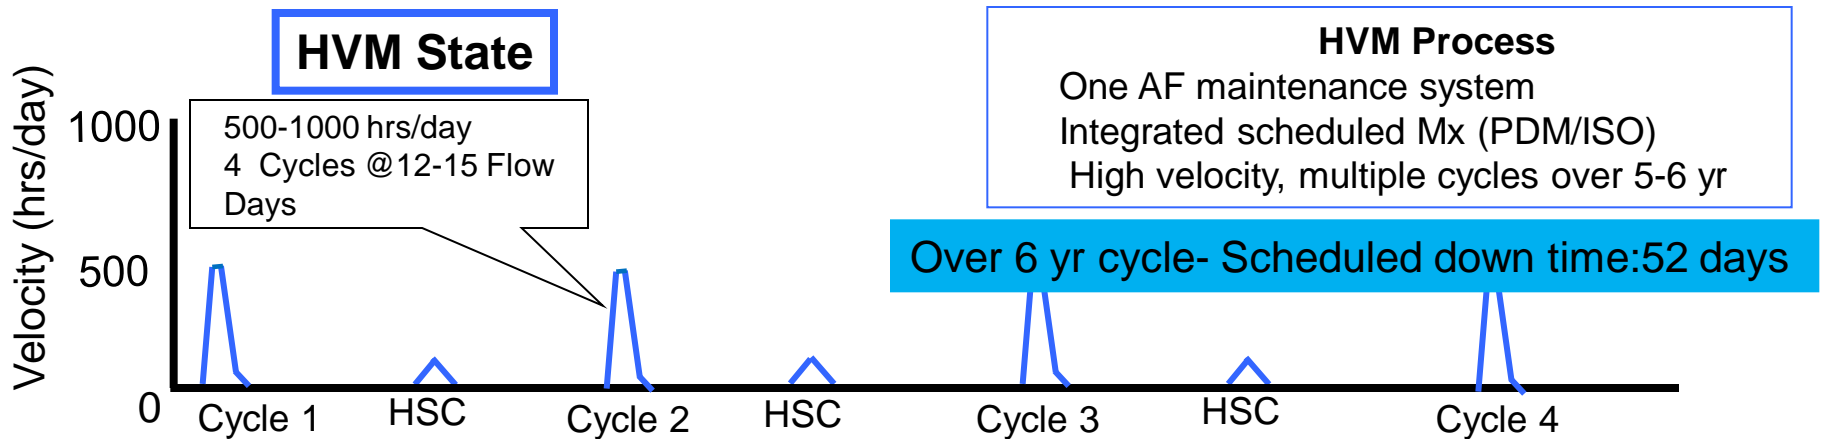 HVM State
HVM Process
One AF maintenance system
Integrated scheduled Mx (PDM/ISO)
High velocity, multiple cycles over 5-6 yr
500-1000 hrs/day
4 Cycles @12-15 Flow
Days
Over 6 yr cycle- Scheduled down time:52 days
Velocity (hrs/day)
1000
500
0
Cycle 1
HSC
Cycle 2
HSC
Cycle 3
HSC
Cycle 4